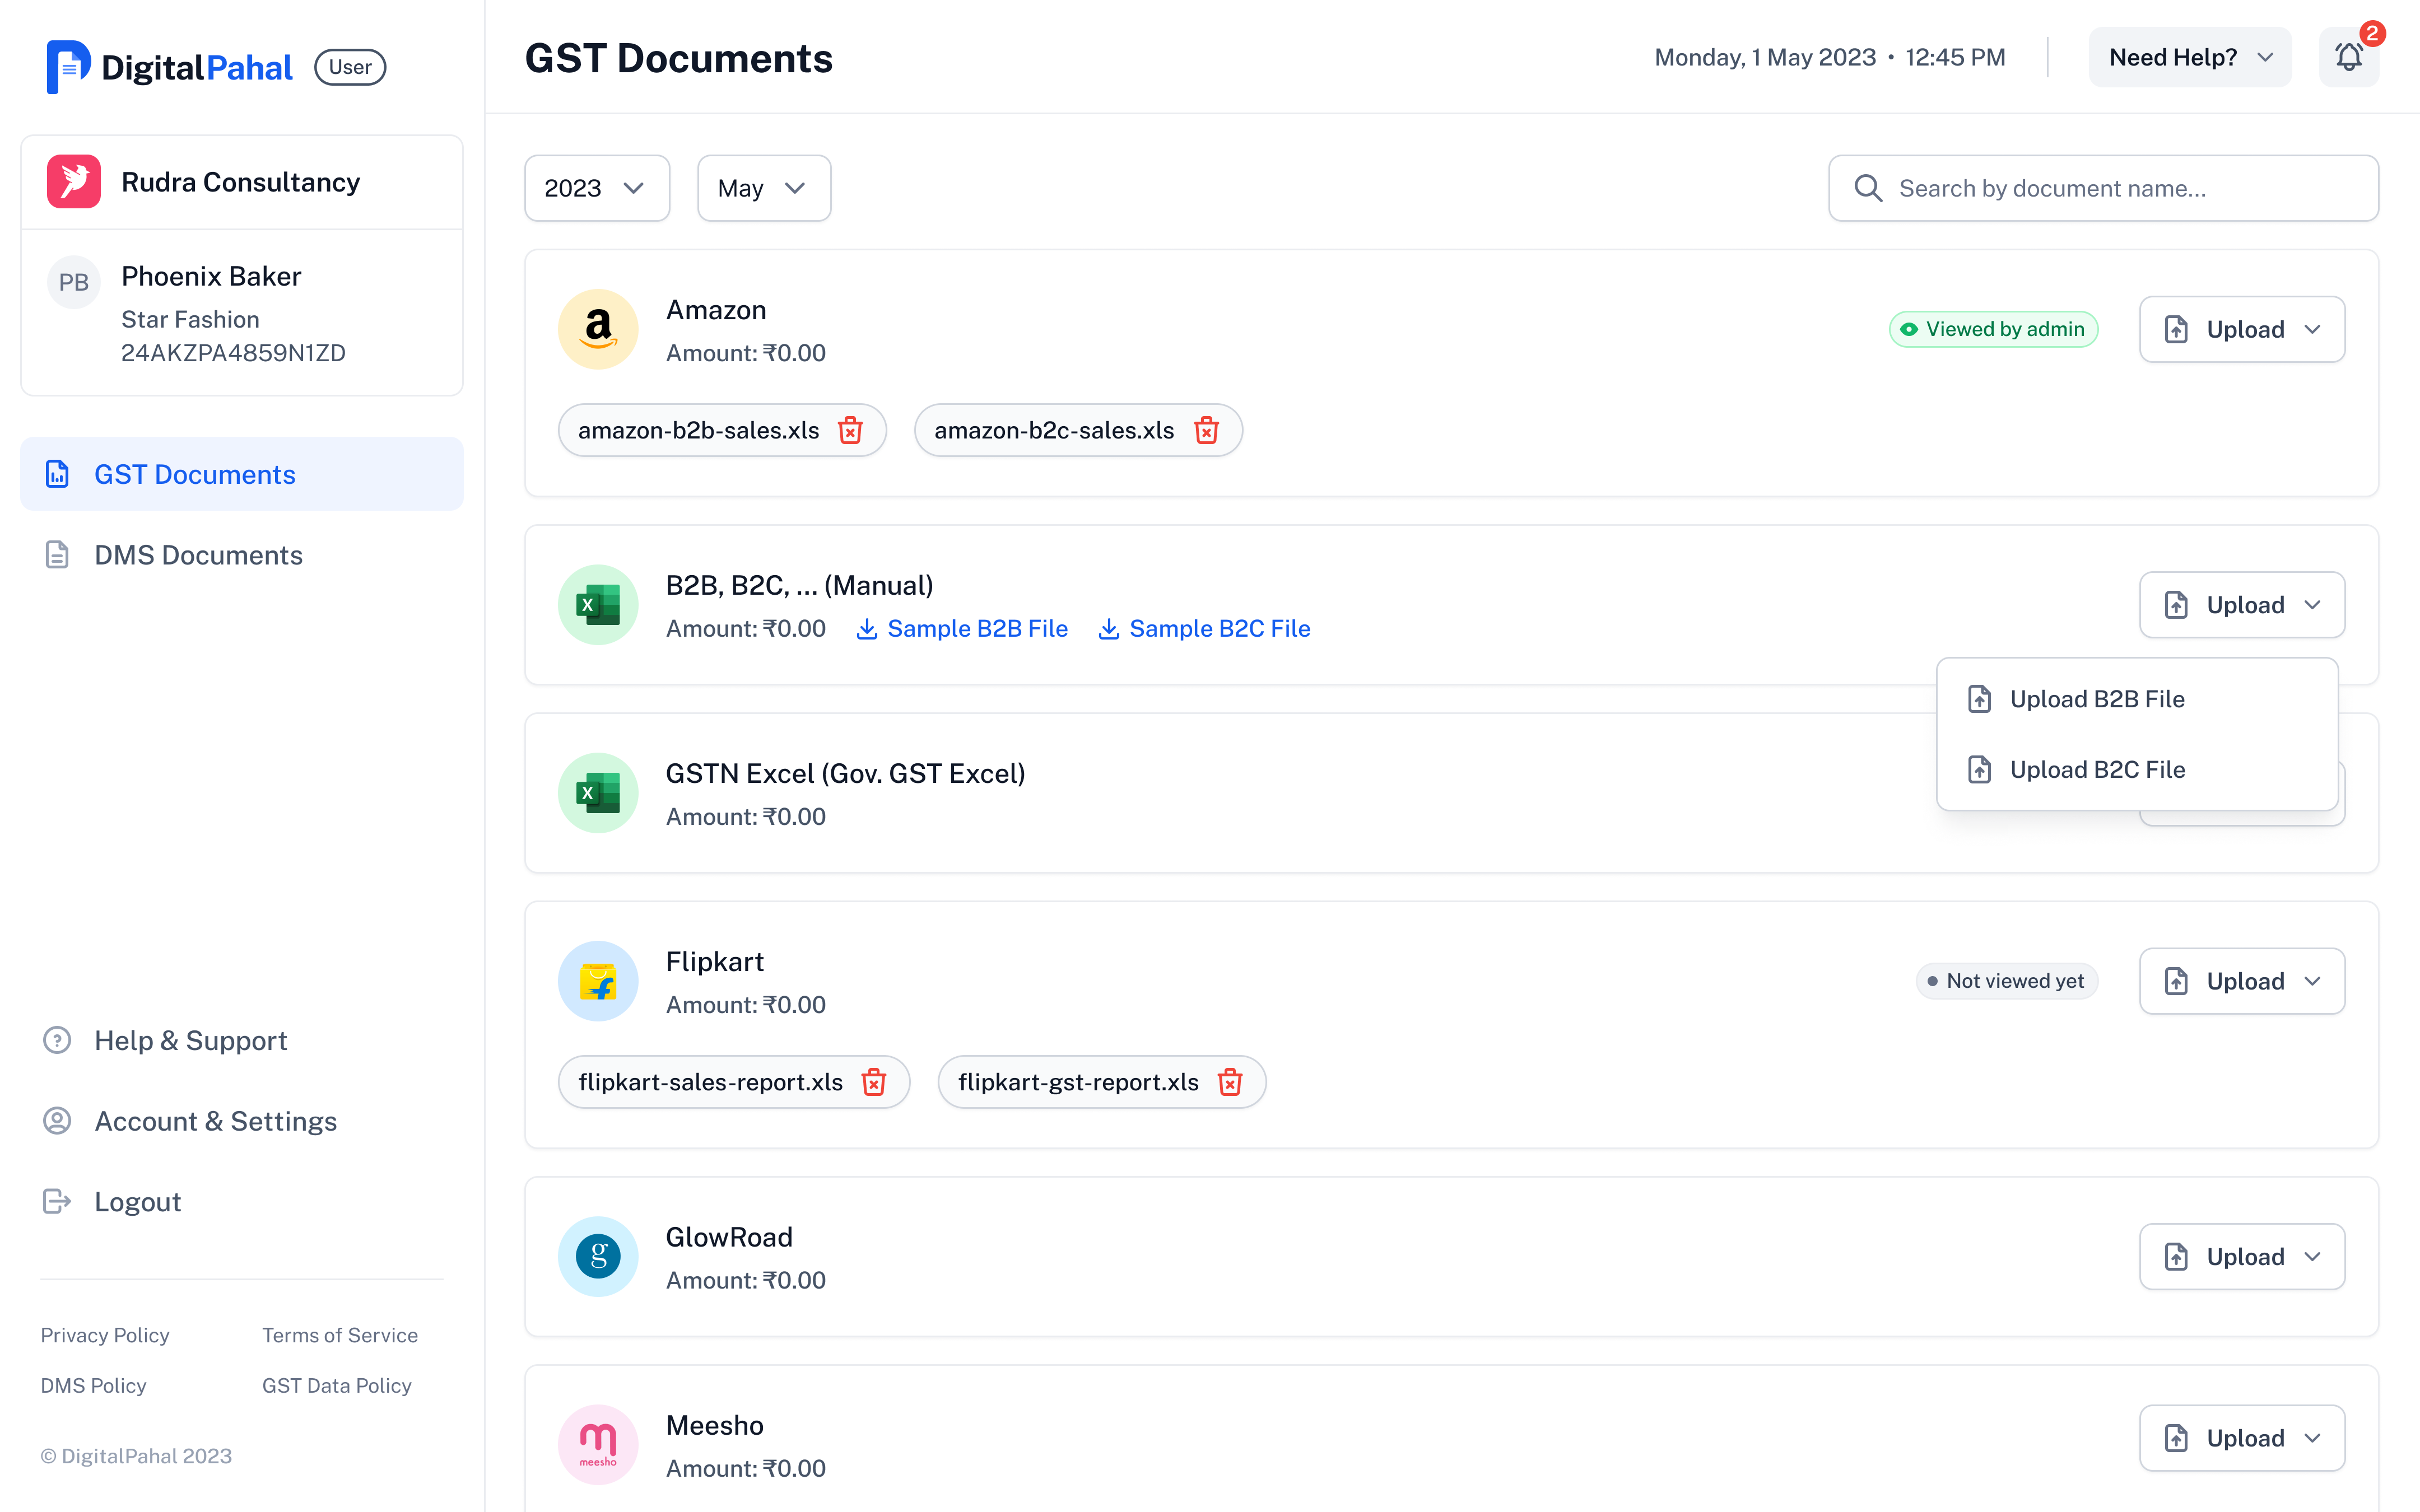 DigitalPahal User
Rudra Consultancy
PB
Phoenix Baker
Star Fashion
24AKZPA4859N1ZD
GST Documents
DMS Documents
Help & Support
Account & Settings
Logout
Privacy Policy
Terms of Service
DMS Policy
GST Data Policy
© DigitalPahal 2023
GST Documents
Monday, 1 May 2023 • 12:45 PM
Need Help?
2
2023
May
Search by document name...
a
Amazon
Amount: ₹0.00
Viewed by admin
Upload
amazon-b2b-sales.xls
amazon-b2c-sales.xls
X
B2B, B2C, ... (Manual)
Amount: ₹0.00
Sample B2B File
Sample B2C File
Upload
Upload B2B File
Upload B2C File
X
GSTN Excel (Gov. GST Excel)
Amount: ₹0.00
f
Flipkart
Amount: ₹0.00
Not viewed yet
Upload
flipkart-sales-report.xls
flipkart-gst-report.xls
g
GlowRoad
Amount: ₹0.00
Upload
m
meesho
Meesho
Amount: ₹0.00
Upload